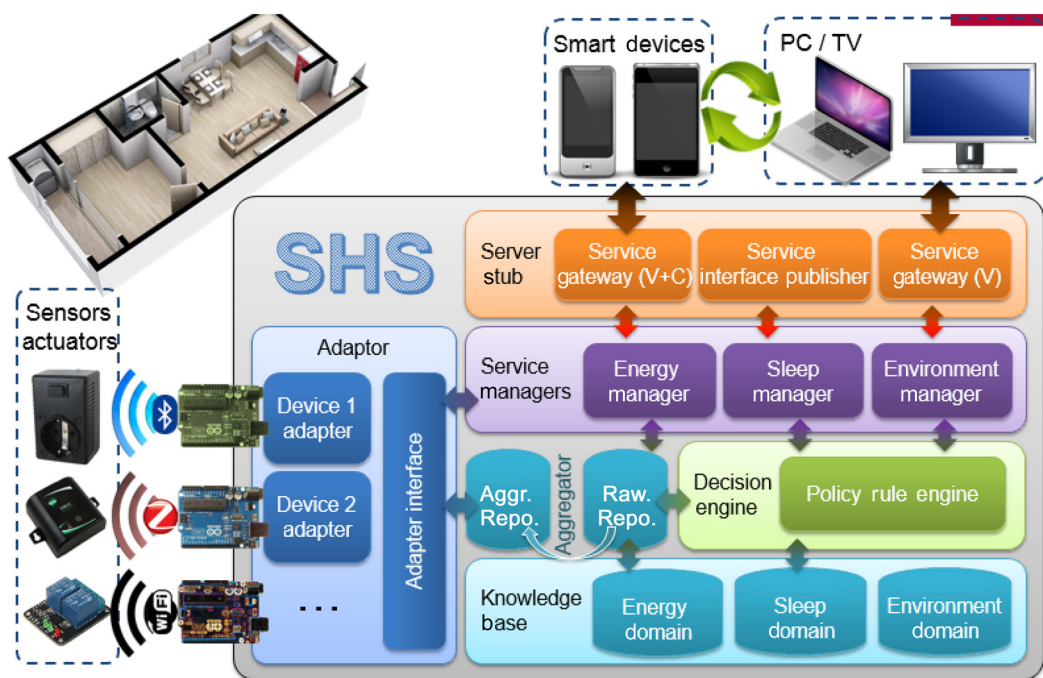 Smart devices
PC / TV
SHS
Server
stub
Service
gateway (V+C)
Service
interface publisher
Service
gateway (V)
Sensors
actuators
Adaptor
Device 1
adapter
Device 2
adapter
...
Adapter interface
Service
managers
Energy
manager
Sleep
manager
Environment
manager
Aggr.
Repo.
Aggregator
Raw.
Repo.
Decision
engine
Policy rule engine
Knowledge
base
Energy
domain
Sleep
domain
Environment
domain
Wi Fi